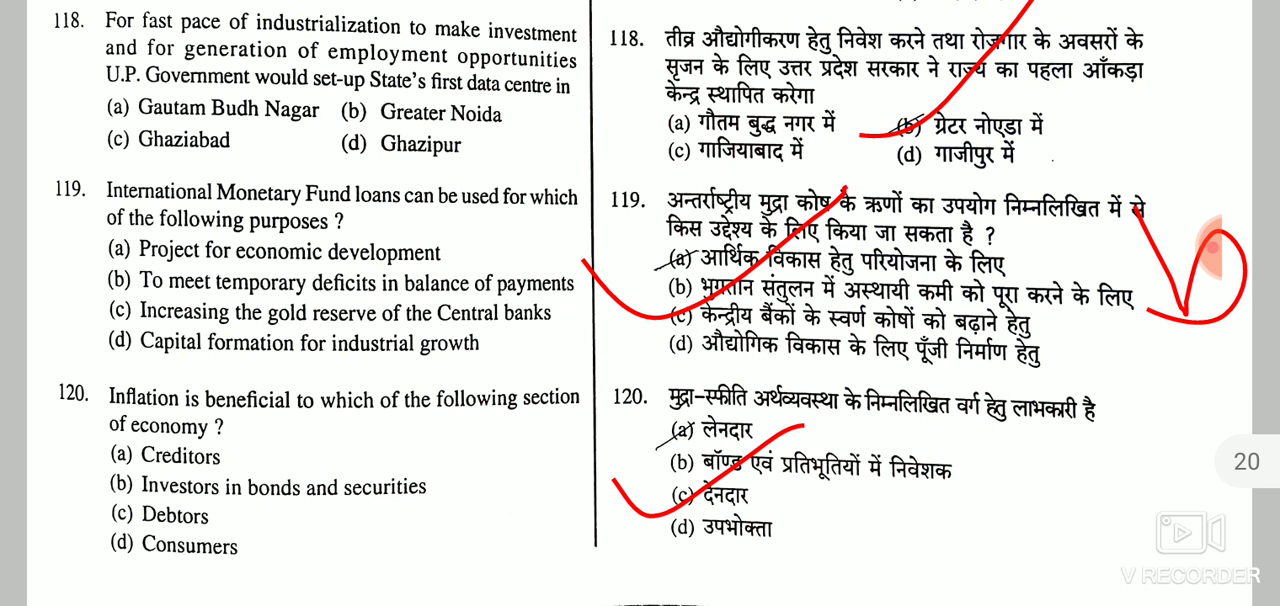 118. For fast pace of industrialization to make investment
and for generation of employment opportunities
U.P. Government would set-up State's first data centre in
(a) Gautam Budh Nagar (b) Greater Noida
(c) Ghaziabad (d) Ghazipur
119. International Monetary Fund loans can be used for which
of the following purposes ?
(a) Project for economic development
(b) To meet temporary deficits in balance of payments
(c) Increasing the gold reserve of the Central banks
(d) Capital formation for industrial growth
120. Inflation is beneficial to which of the following section
of economy ?
(a) Creditors
(b) Investors in bonds and securities
(c) Debtors
(d) Consumers
118. तीव्र औद्योगीकरण हेतु निवेश करने तथा रोज़गार के अवसरों के
सृजन के लिए उत्तर प्रदेश सरकार ने राज्य का पहला आँकड़ा
केन्द्र स्थापित करेगा
(a) गौतम बुद्ध नगर में (b) ग्रेटर नोएडा में
(c) गाजियाबाद में (d) गाजीपुर में
119. अन्तर्राष्ट्रीय मुद्रा कोष के ऋणों का उपयोग निम्नलिखित में से
किस उद्देश्य के लिए किया जा सकता है ?
(a) आर्थिक विकास हेतु परियोजना के लिए
(b) भुगतान संतुलन में अस्थायी कमी को पूरा करने के लिए
(c) केन्द्रीय बैंकों के स्वर्ण कोषों को बढ़ाने हेतु
(d) औद्योगिक विकास के लिए पूँजी निर्माण हेतु
120. मुद्रा-स्फीति अर्थव्यवस्था के निम्नलिखित वर्ग हेतु लाभकारी है
(a) लेनदार
(b) बॉण्ड एवं प्रतिभूतियों में निवेशक
(c) देनदार
(d) उपभोक्ता
20
V RECORDER